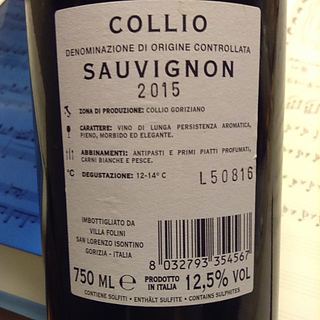 COLLIO
DENOMINAZIONE DI ORIGINE CONTROLLATA
SAUVIGNON
2015
ZONA DI PRODUZIONE: COLLIO GORIZIANO
CARATTERE: VINO DI LUNGA PERSISTENZA AROMATICA,
PIENO, MORBIDO ED ELEGANTE.
ABBINAMENTI: ANTIPASTI E PRIMI PIATTI PROFUMATI,
CARNI BIANCHE E PESCE.
°C DEGUSTAZIONE: 12-14° C
L50816
IMBOTTIGLIATO DA
VILLA FOLINI
SAN LORENZO ISONTINO
GORIZIA - ITALIA
8 032793 354567
750 ML e PRODOTTO IN ITALIA 12,5% VOL
CONTIENE SOLFITI • ENTHÄLT SULFITE • CONTAINS SULPHITES